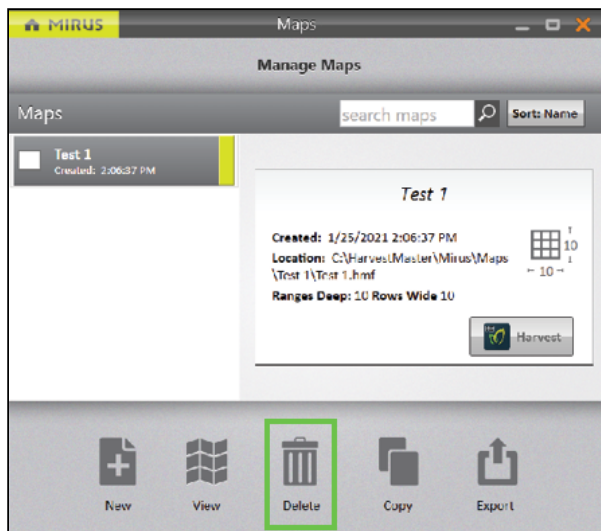 MIRUS
Maps
Manage Maps
Maps
search maps
Sort: Name
Test 1
Created: 2:06:37 PM
Test 1
Created: 1/25/2021 2:06:37 PM
Location: C:\HarvestMaster\Mirus\Maps
\Test 1\Test 1.hmf
Ranges Deep: 10 Rows Wide 10
10
10
Harvest
New
View
Delete
Copy
Export